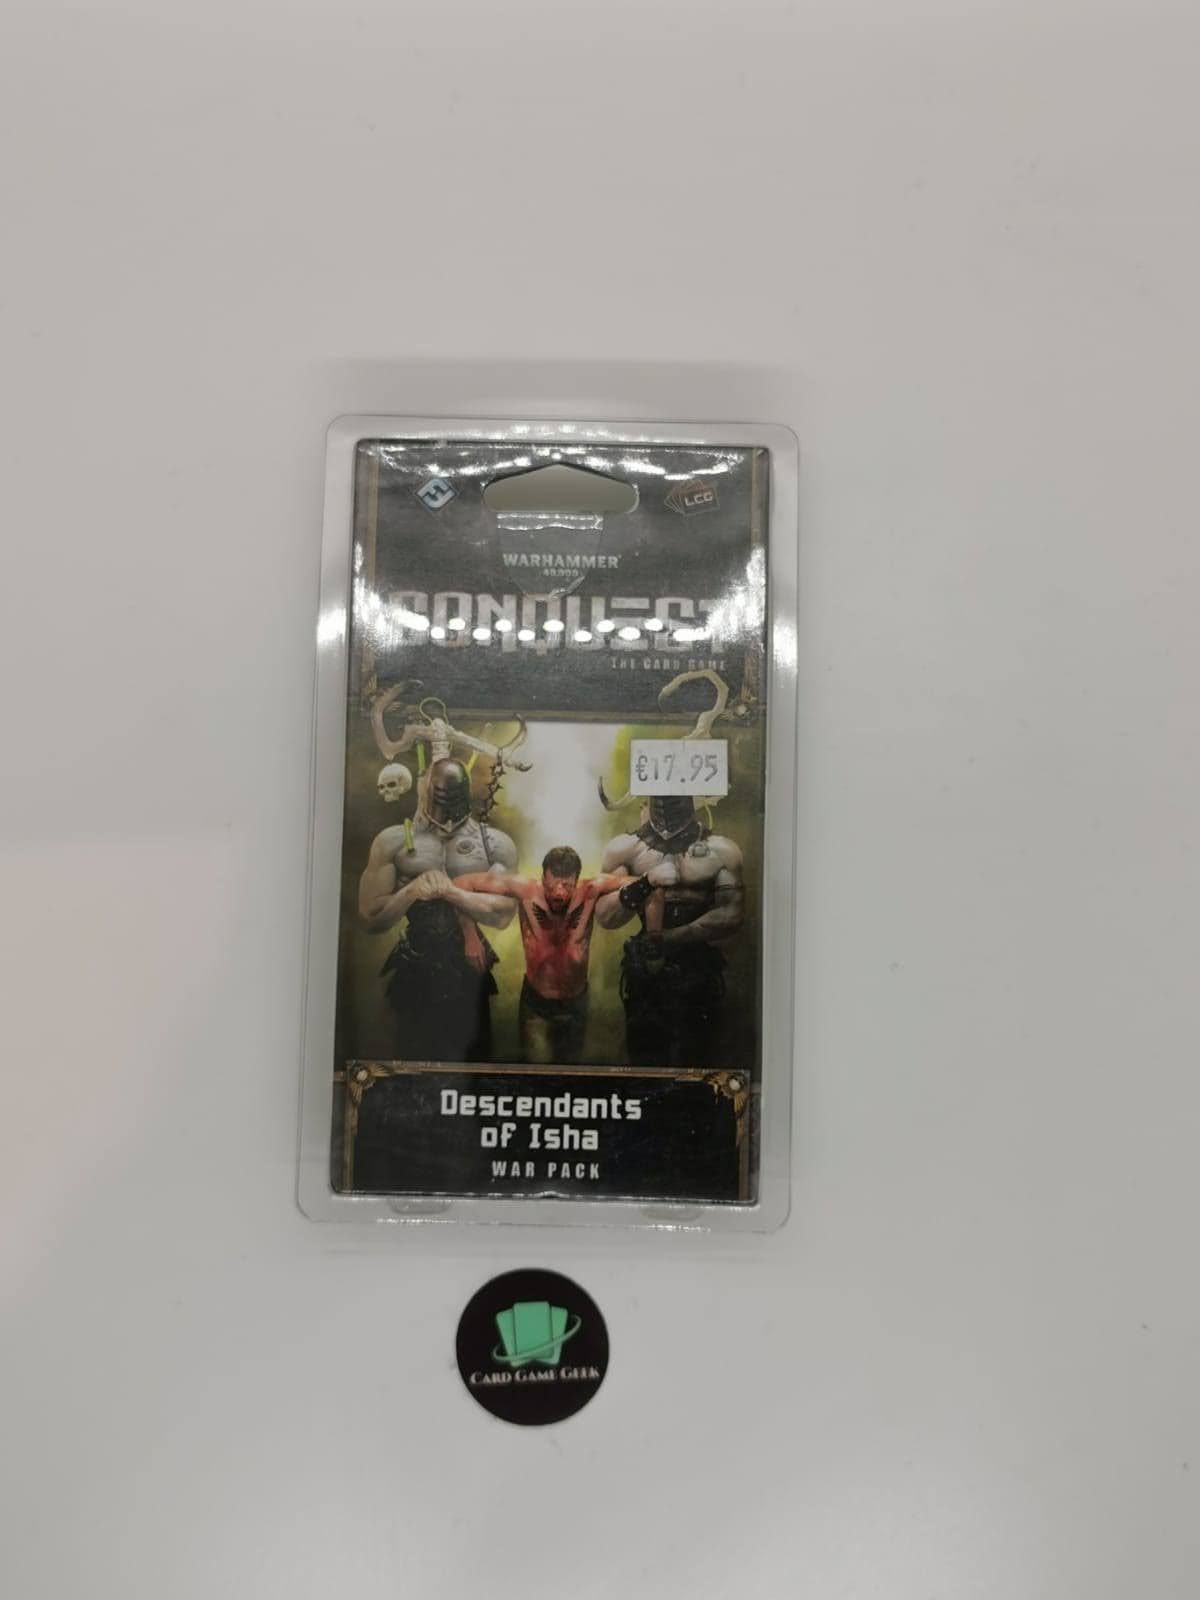 LCG
WARHAMMER
40,000
CONQUEST
THE CARD GAME
€17.95
Descendants
of Isha
WAR PACK
CARD GAME GEEK